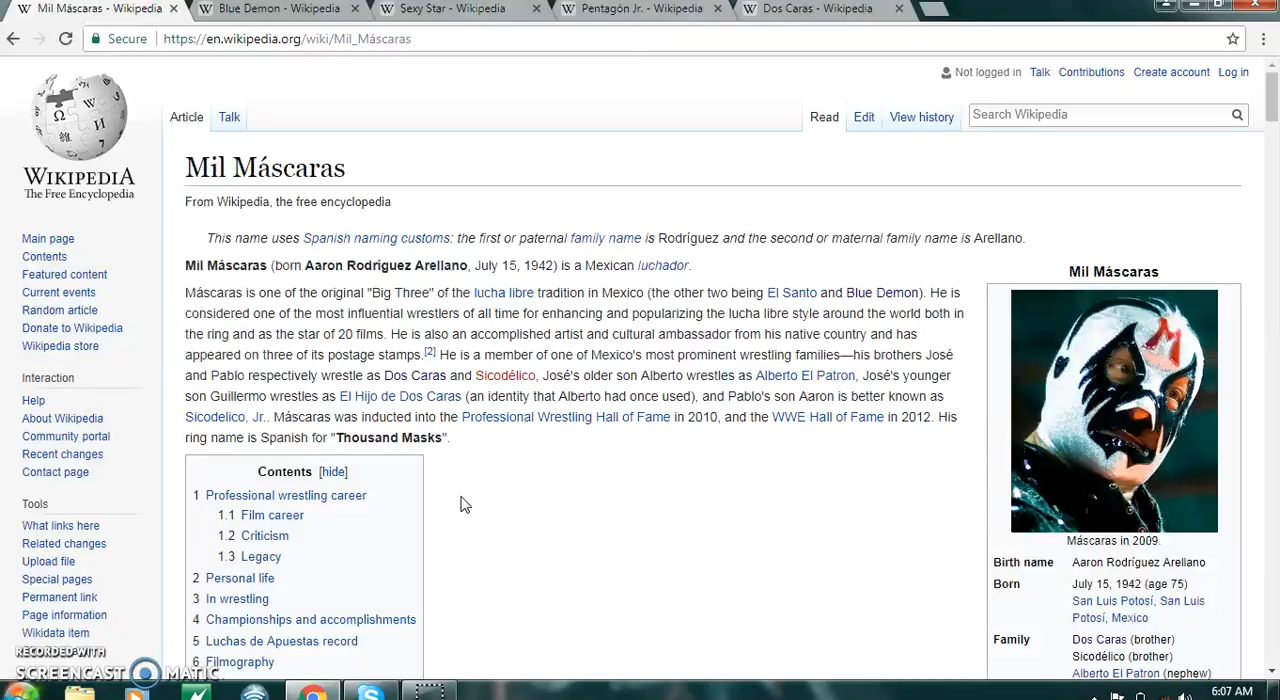 Mil Máscaras - Wikipedia
Blue Demon - Wikipedia
Sexy Star - Wikipedia
Pentagón Jr. - Wikipedia
Dos Caras - Wikipedia
Secure https://en.wikipedia.org/wiki/Mil_Máscaras
Not logged in Talk Contributions Create account Log in
Article Talk Read Edit View history Search Wikipedia
WIKIPEDIA
The Free Encyclopedia
Main page
Contents
Featured content
Current events
Random article
Donate to Wikipedia
Wikipedia store
Interaction
Help
About Wikipedia
Community portal
Recent changes
Contact page
Tools
What links here
Related changes
Upload file
Special pages
Permanent link
Page information
Wikidata item
Mil Máscaras
From Wikipedia, the free encyclopedia
This name uses Spanish naming customs: the first or paternal family name is Rodríguez and the second or maternal family name is Arellano.
Mil Máscaras (born Aaron Rodríguez Arellano, July 15, 1942) is a Mexican luchador.
Máscaras is one of the original "Big Three" of the lucha libre tradition in Mexico (the other two being El Santo and Blue Demon). He is
considered one of the most influential wrestlers of all time for enhancing and popularizing the lucha libre style around the world both in
the ring and as the star of 20 films. He is also an accomplished artist and cultural ambassador from his native country and has
appeared on three of its postage stamps.[2] He is a member of one of Mexico's most prominent wrestling families—his brothers José
and Pablo respectively wrestle as Dos Caras and Sicodélico, José's older son Alberto wrestles as Alberto El Patron, José's younger
son Guillermo wrestles as El Hijo de Dos Caras (an identity that Alberto had once used), and Pablo's son Aaron is better known as
Sicodelico, Jr.. Máscaras was inducted into the Professional Wrestling Hall of Fame in 2010, and the WWE Hall of Fame in 2012. His
ring name is Spanish for "Thousand Masks".
Contents [hide]
1 Professional wrestling career
1.1 Film career
1.2 Criticism
1.3 Legacy
2 Personal life
3 In wrestling
4 Championships and accomplishments
5 Luchas de Apuestas record
6 Filmography
Mil Máscaras
Máscaras in 2009.
Birth name Aaron Rodríguez Arellano
Born July 15, 1942 (age 75)
San Luis Potosí, San Luis
Potosí, Mexico
Family Dos Caras (brother)
Sicodélico (brother)
Alberto El Patron (nephew)
RECORDED WITH
SCREENCAST MATIC
6:07 AM